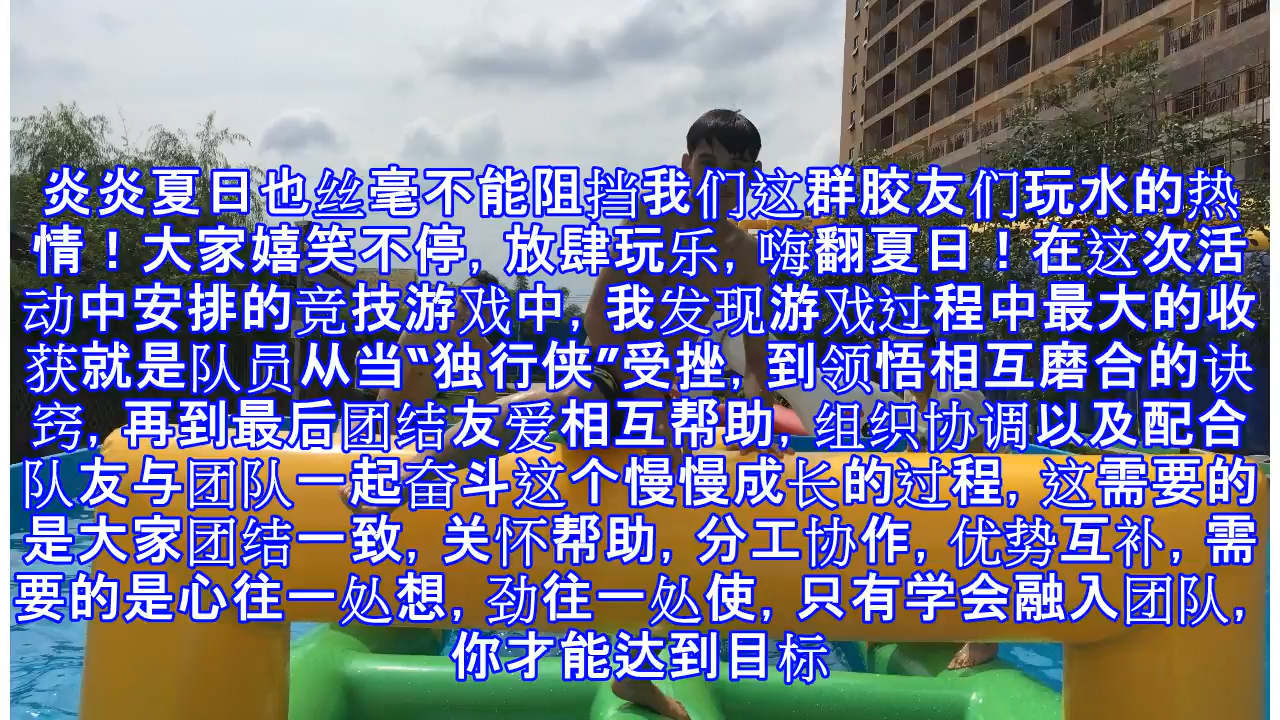 炎炎夏日也丝毫不能阻挡我们这群胶友们玩水的热
情！大家嬉笑不停,放肆玩乐,嗨翻夏日！在这次活
动中安排的竞技游戏中,我发现游戏过程中最大的收
获就是队员从当“独行侠”受挫,到领悟相互磨合的诀
窍,再到最后团结友爱相互帮助,组织协调以及配合
队友与团队一起奋斗这个慢慢成长的过程,这需要的
是大家团结一致,关怀帮助,分工协作,优势互补,需
要的是心往一处想,劲往一处使,只有学会融入团队,
你才能达到目标